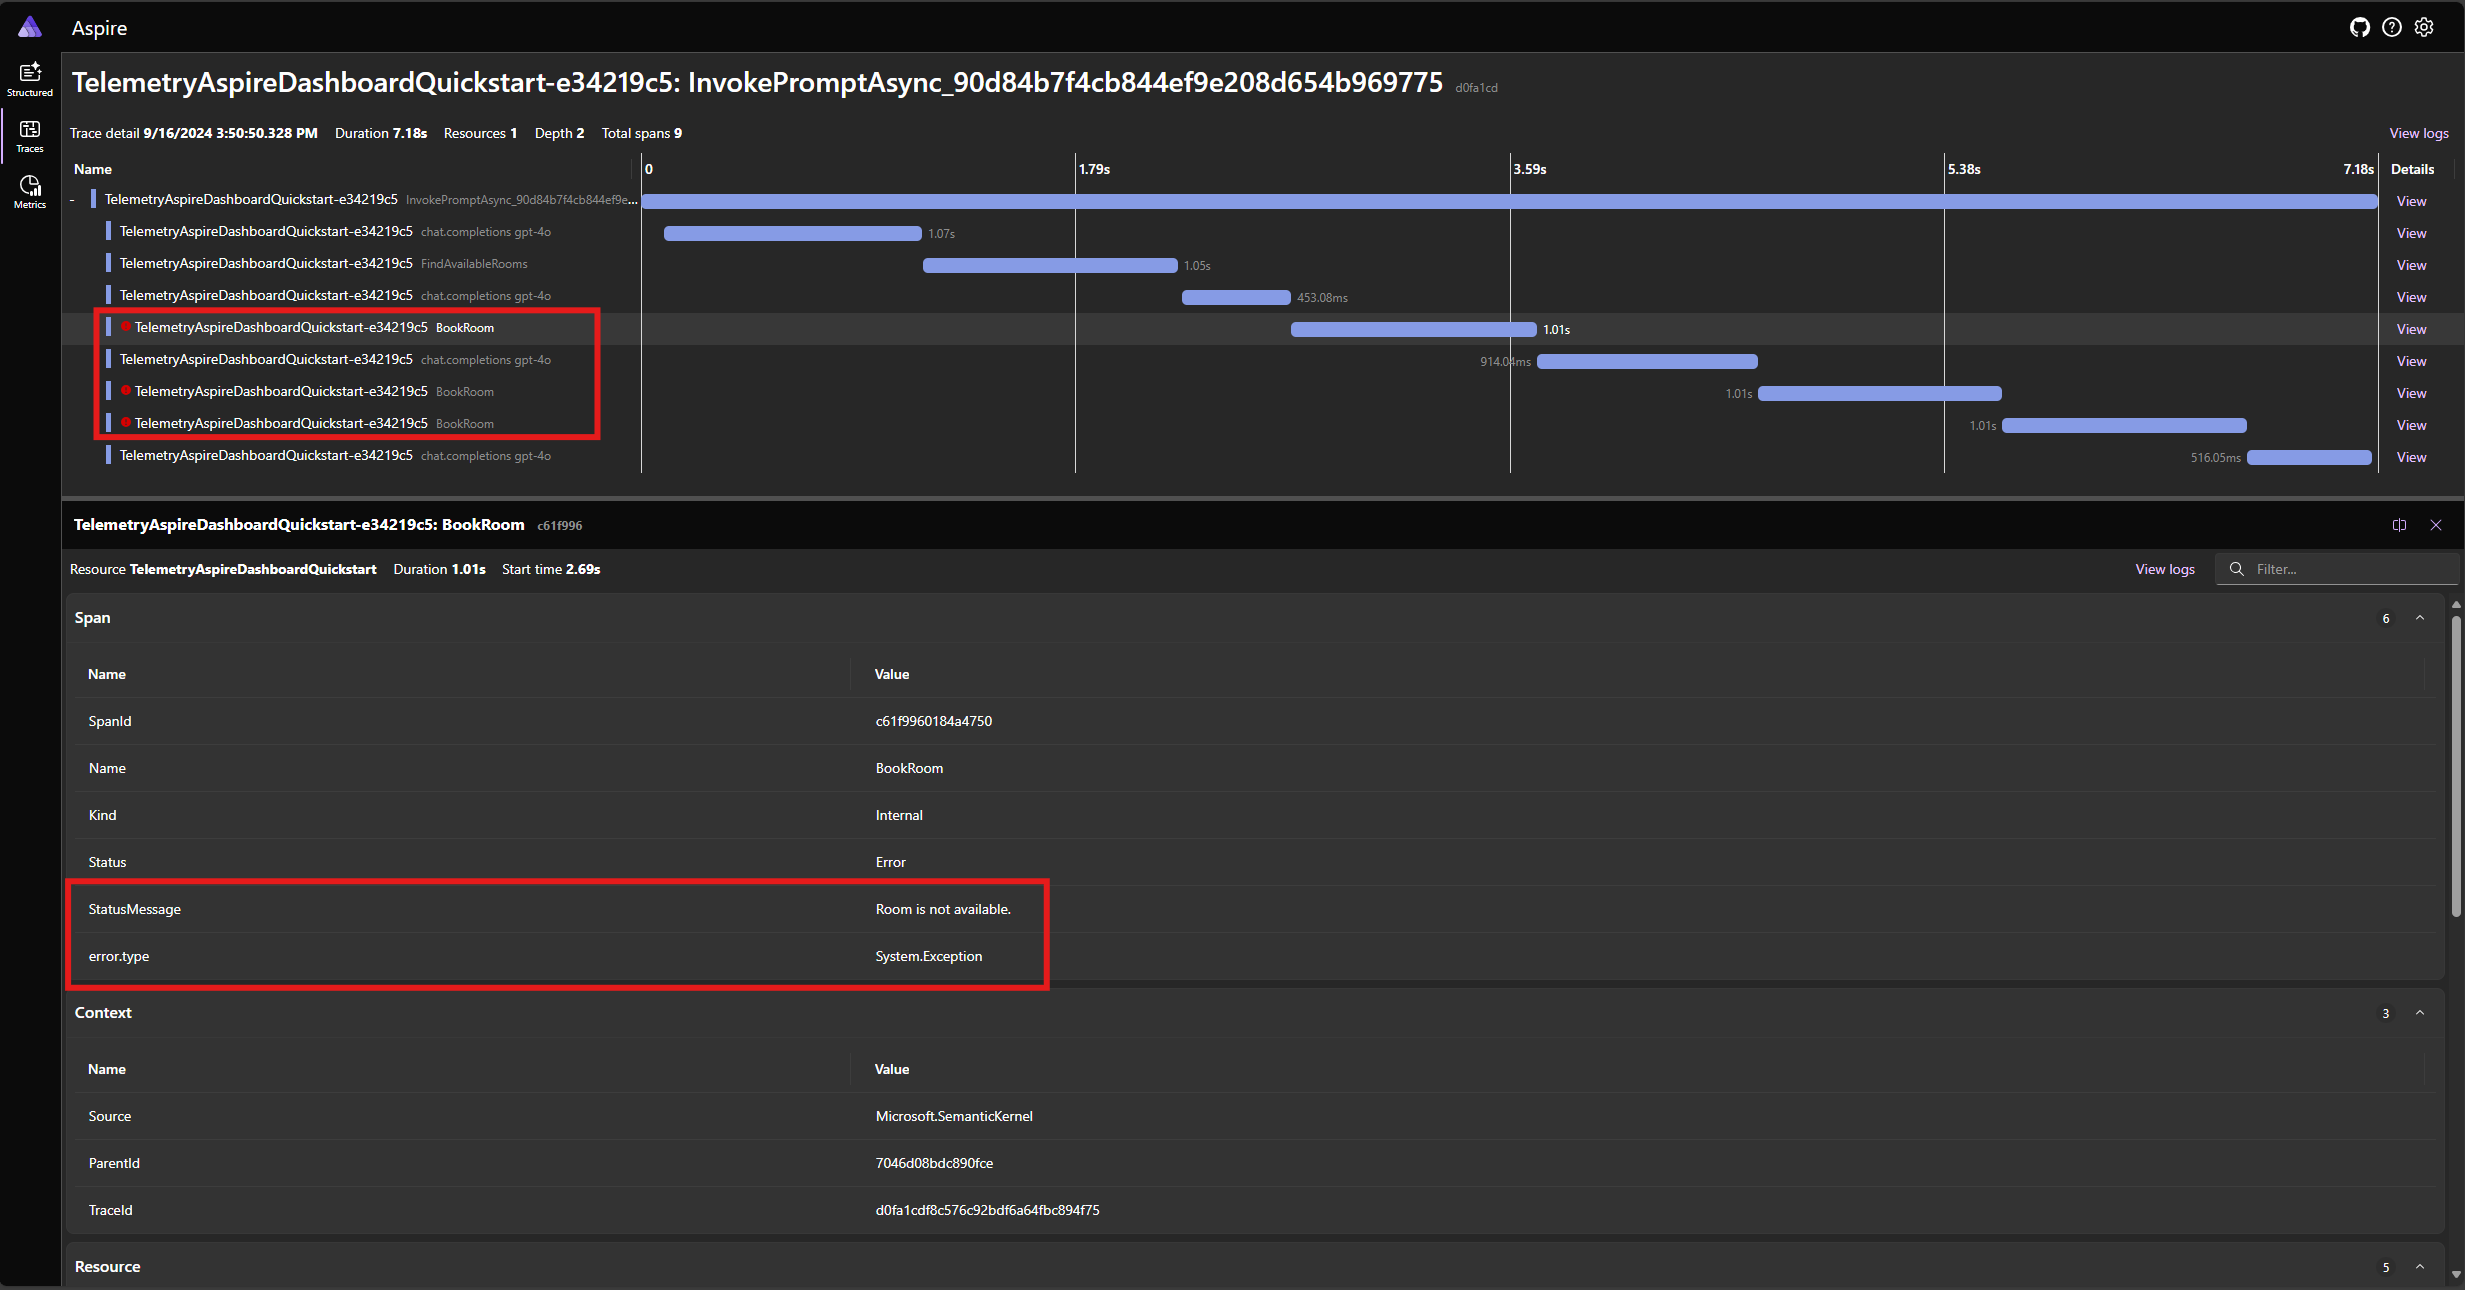 Aspire
Structured
Traces
Metrics
TelemetryAspireDashboardQuickstart-e34219c5: InvokePromptAsync_90d84b7f4cb844ef9e208d654b969775 d0fa1cd
Trace detail 9/16/2024 3:50:50.328 PM Duration 7.18s Resources 1 Depth 2 Total spans 9 View logs
Name 0 1.79s 3.59s 5.38s 7.18s Details
- TelemetryAspireDashboardQuickstart-e34219c5 InvokePromptAsync_90d84b7f4cb844ef9e... View
TelemetryAspireDashboardQuickstart-e34219c5 chat.completions gpt-4o 1.07s View
TelemetryAspireDashboardQuickstart-e34219c5 FindAvailableRooms 1.05s View
TelemetryAspireDashboardQuickstart-e34219c5 chat.completions gpt-4o 453.08ms View
TelemetryAspireDashboardQuickstart-e34219c5 BookRoom 1.01s View
TelemetryAspireDashboardQuickstart-e34219c5 chat.completions gpt-4o 914.04ms View
TelemetryAspireDashboardQuickstart-e34219c5 BookRoom 1.01s View
TelemetryAspireDashboardQuickstart-e34219c5 BookRoom 1.01s View
TelemetryAspireDashboardQuickstart-e34219c5 chat.completions gpt-4o 516.05ms View
TelemetryAspireDashboardQuickstart-e34219c5: BookRoom c61f996
Resource TelemetryAspireDashboardQuickstart Duration 1.01s Start time 2.69s View logs Filter...
Span 6
Name Value
SpanId c61f9960184a4750
Name BookRoom
Kind Internal
Status Error
StatusMessage Room is not available.
error.type System.Exception
Context 3
Name Value
Source Microsoft.SemanticKernel
ParentId 7046d08bdc890fce
TraceId d0fa1cdf8c576c92bdf6a64fbc894f75
Resource 5